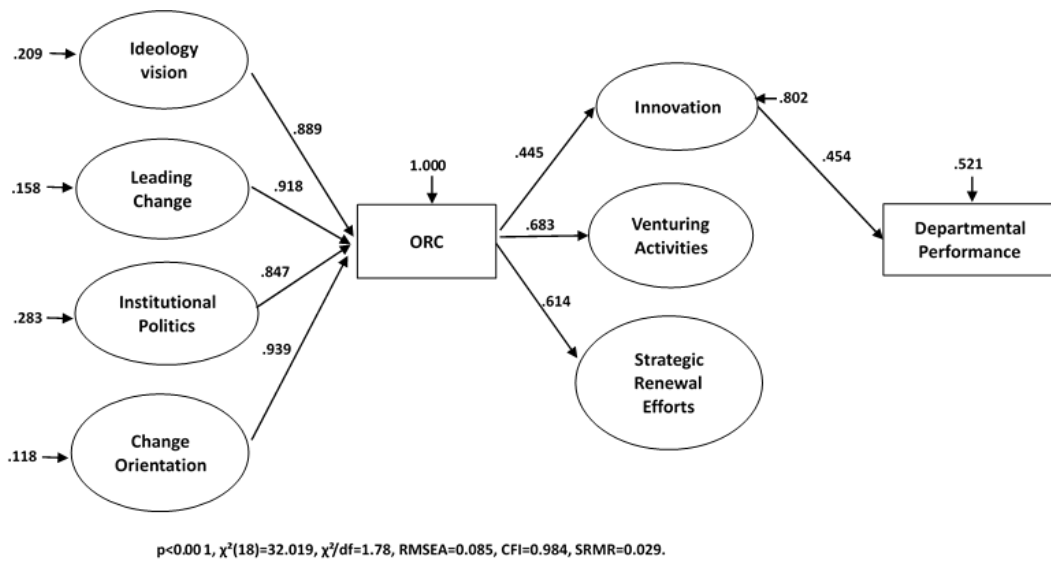 Ideology
vision
.209
.889
Leading
Change
.158
.918
Institutional
Politics
.283
.847
Change
Orientation
.118
.939
1.000
ORC
.445
.683
.614
Innovation
.802
Venturing
Activities
Strategic
Renewal
Efforts
.454
.521
Departmental
Performance
p<0.00 1, χ²(18)=32.019, χ²/df=1.78, RMSEA=0.085, CFI=0.984, SRMR=0.029.